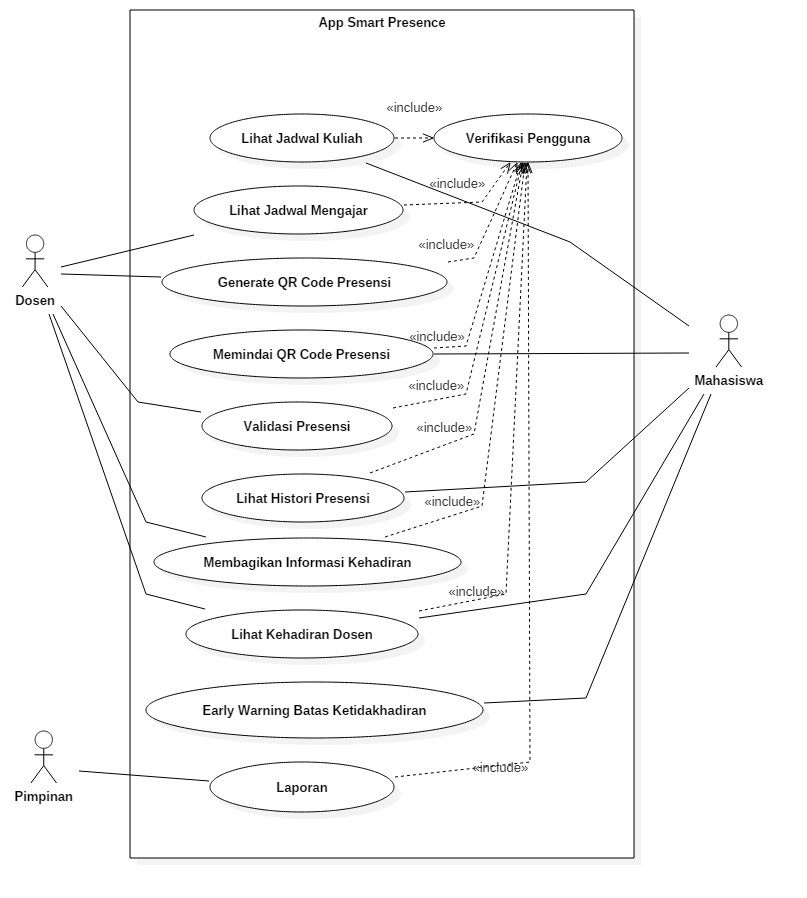 App Smart Presence
«include»
Lihat Jadwal Kuliah
Verifikasi Pengguna
«include»
Lihat Jadwal Mengajar
«include»
Generate QR Code Presensi
Dosen
«include»
Memindai QR Code Presensi
Mahasiswa
«include»
Validasi Presensi
«include»
Lihat Histori Presensi
«include»
Membagikan Informasi Kehadiran
«include»
Lihat Kehadiran Dosen
Early Warning Batas Ketidakhadiran
«include»
Laporan
Pimpinan